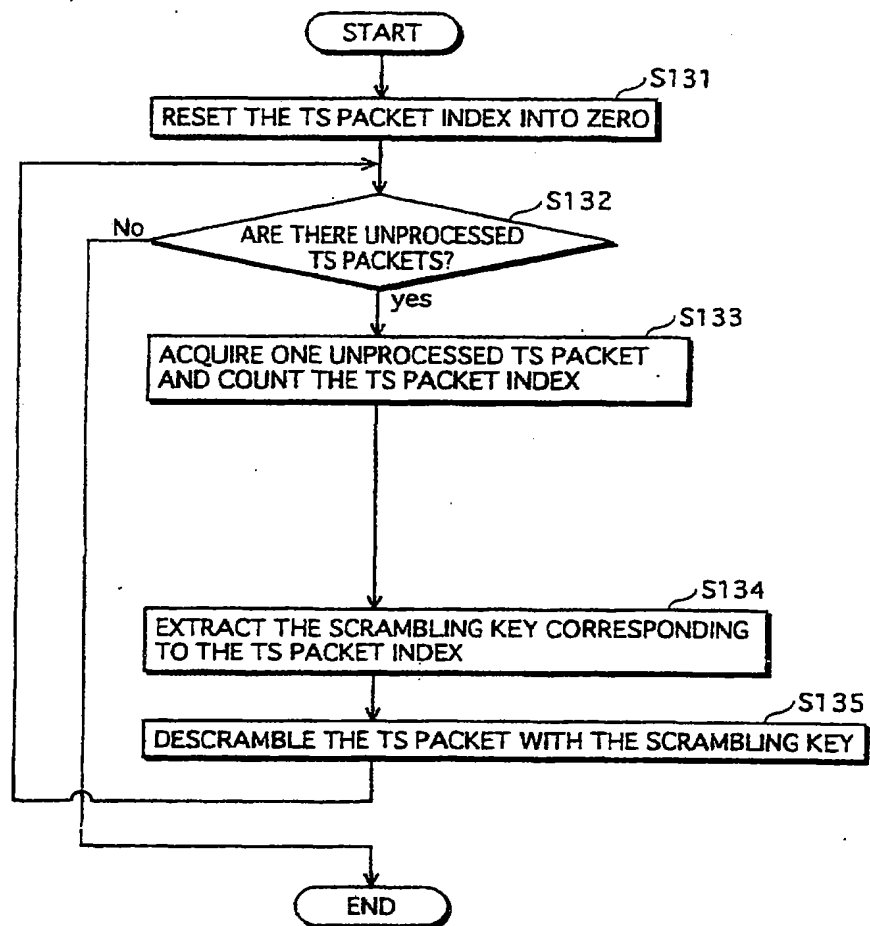 START
S131
RESET THE TS PACKET INDEX INTO ZERO
S132
No
ARE THERE UNPROCESSED
TS PACKETS?
yes
S133
ACQUIRE ONE UNPROCESSED TS PACKET
AND COUNT THE TS PACKET INDEX
S134
EXTRACT THE SCRAMBLING KEY CORRESPONDING
TO THE TS PACKET INDEX
S135
DESCRAMBLE THE TS PACKET WITH THE SCRAMBLING KEY
END